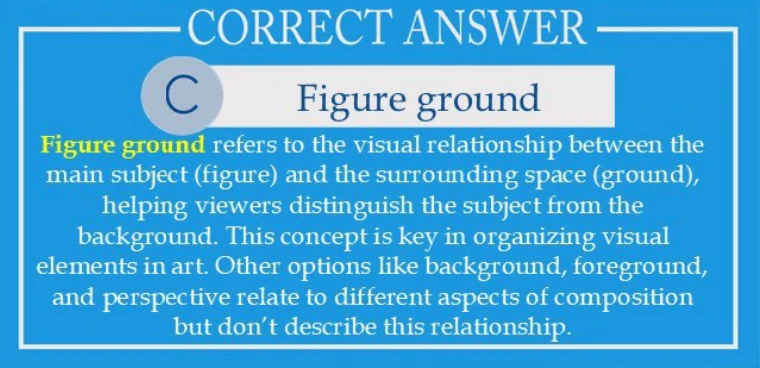 CORRECT ANSWER
C
Figure ground
Figure ground refers to the visual relationship between the
main subject (figure) and the surrounding space (ground),
helping viewers distinguish the subject from the
background. This concept is key in organizing visual
elements in art. Other options like background, foreground,
and perspective relate to different aspects of composition
but don’t describe this relationship.